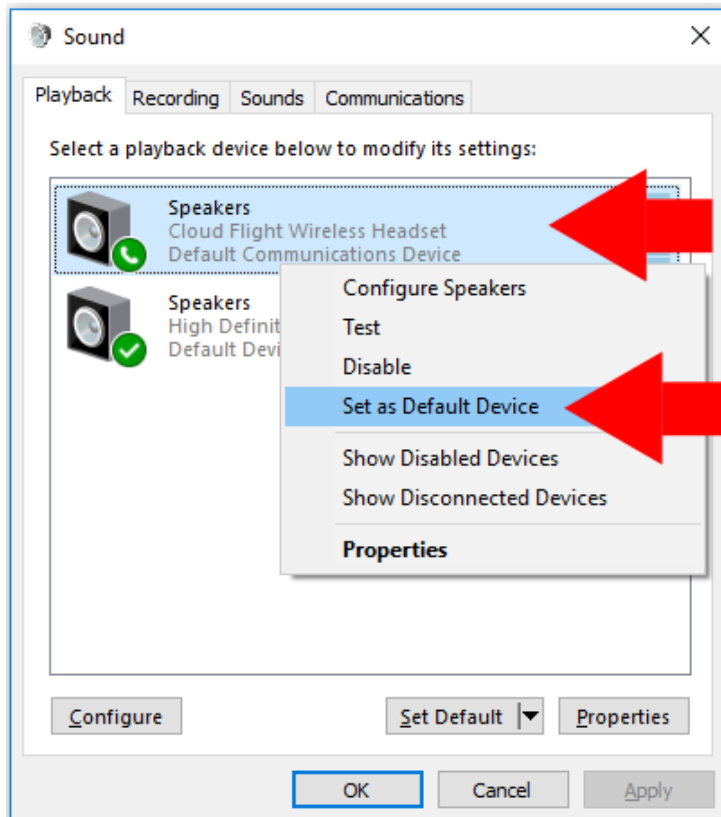 Sound
Playback Recording Sounds Communications
Select a playback device below to modify its settings:
Speakers
Cloud Flight Wireless Headset
Default Communications Device
Speakers
High Definit
Default Devi
Configure Speakers
Test
Disable
Set as Default Device
Show Disabled Devices
Show Disconnected Devices
Properties
Configure Set Default Properties
OK Cancel Apply